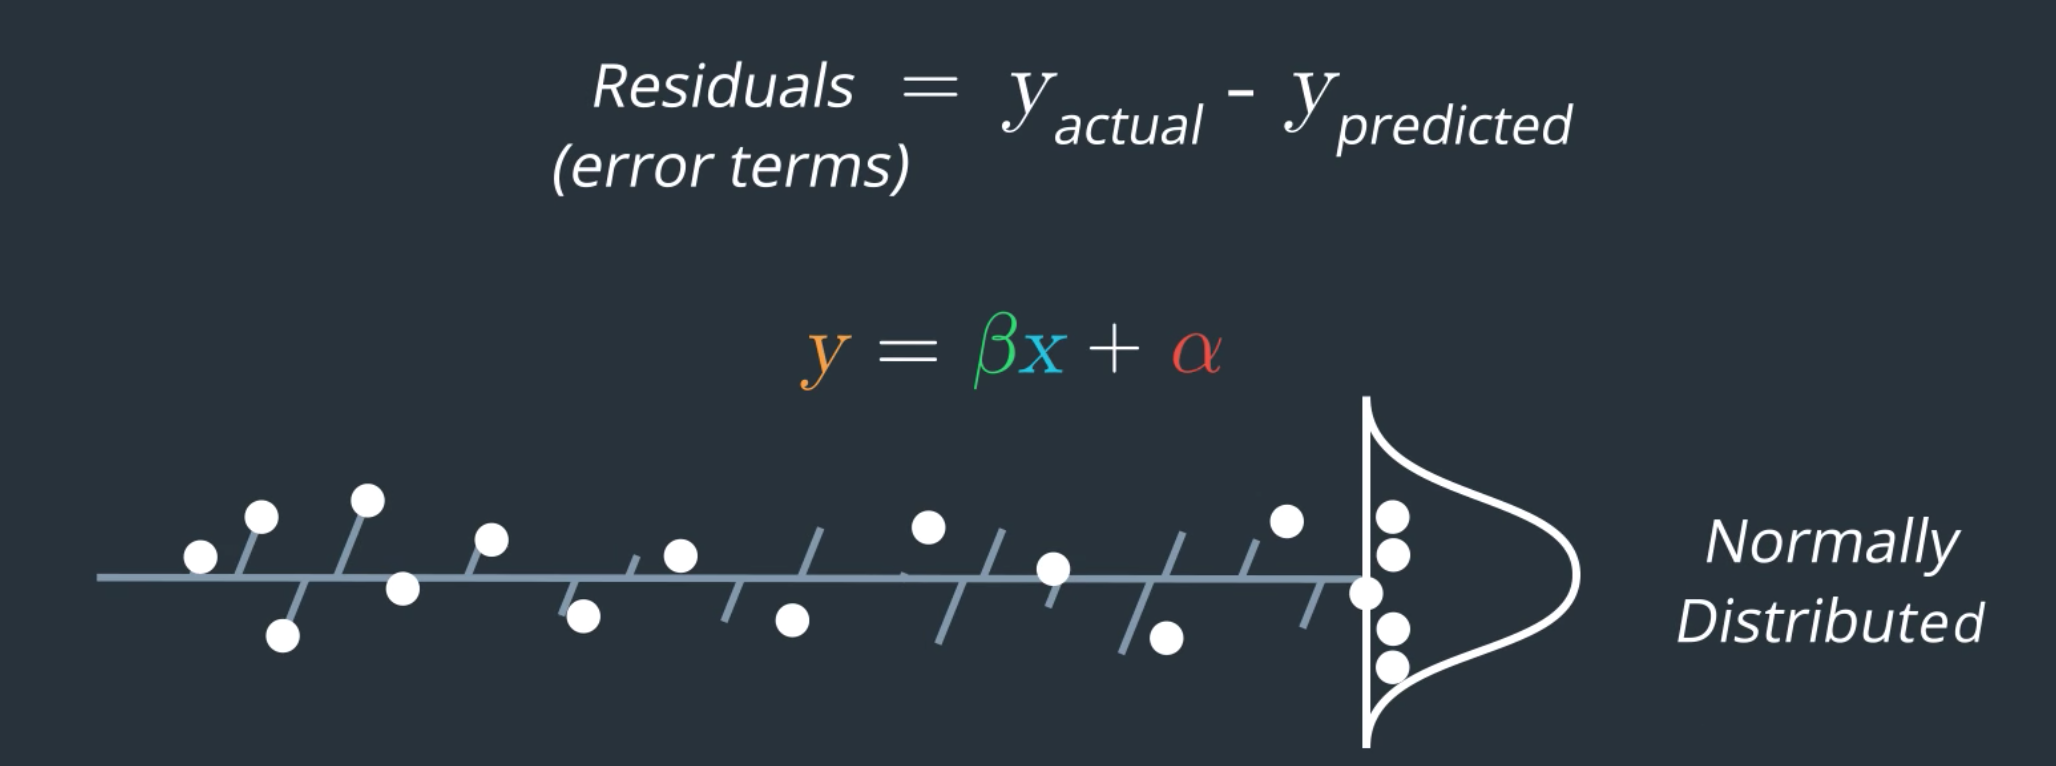 Residuals = y actual - y predicted
(error terms)
y = βx + α
Normally
Distributed